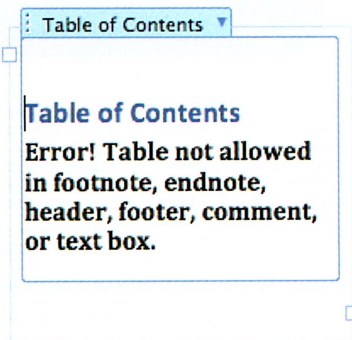 Table of Contents
Table of Contents
Error! Table not allowed
in footnote, endnote,
header, footer, comment,
or text box.